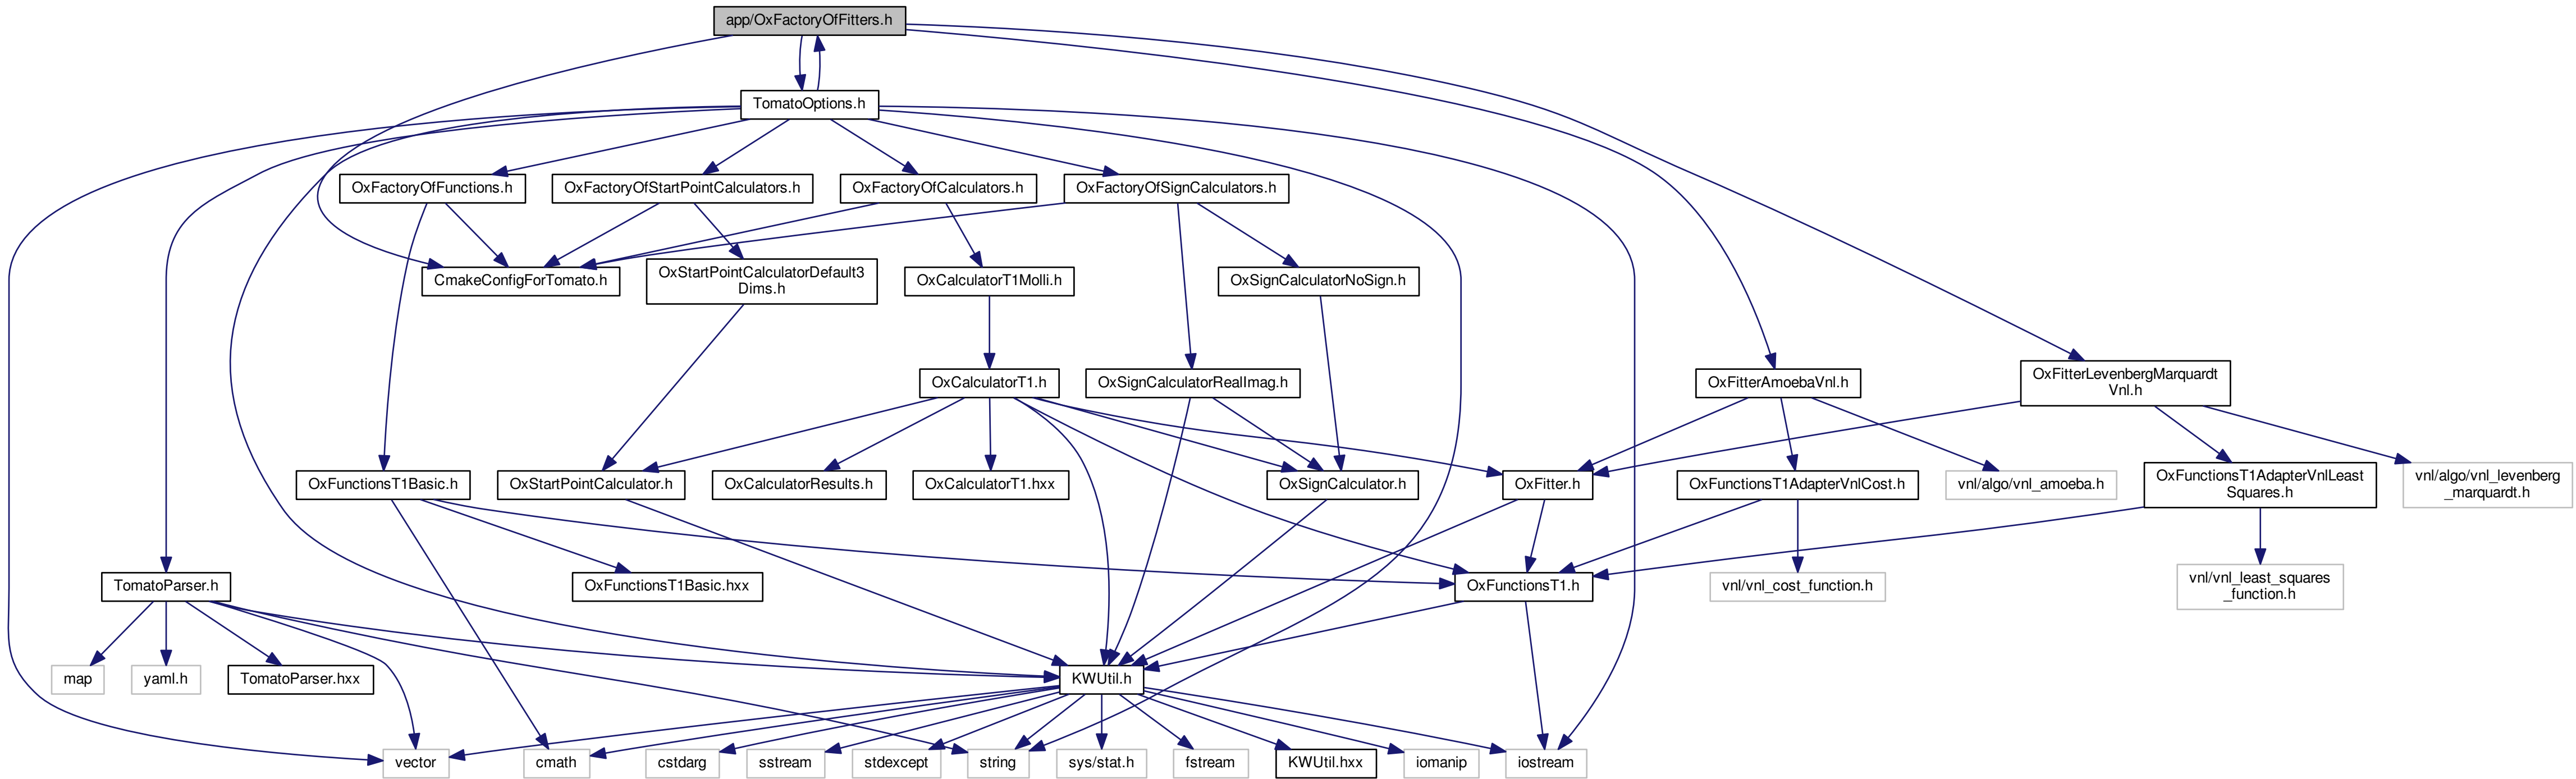 app/OxFactoryOfFitters.h
TomatoOptions.h
OxFactoryOfFunctions.h
OxFactoryOfStartPointCalculators.h
OxFactoryOfCalculators.h
OxFactoryOfSignCalculators.h
CmakeConfigForTomato.h
OxStartPointCalculatorDefault3
Dims.h
OxCalculatorT1Molli.h
OxSignCalculatorNoSign.h
OxCalculatorT1.h
OxSignCalculatorRealImag.h
OxFitterAmoebaVnl.h
OxFitterLevenbergMarquardt
Vnl.h
OxFunctionsT1Basic.h
OxStartPointCalculator.h
OxCalculatorResults.h
OxCalculatorT1.hxx
OxSignCalculator.h
OxFitter.h
OxFunctionsT1AdapterVnlCost.h
vnl/algo/vnl_amoeba.h
OxFunctionsT1AdapterVnlLeast
Squares.h
vnl/algo/vnl_levenberg
_marquardt.h
TomatoParser.h
OxFunctionsT1Basic.hxx
OxFunctionsT1.h
vnl/vnl_cost_function.h
vnl/vnl_least_squares
_function.h
map
yaml.h
TomatoParser.hxx
KWUtil.h
vector
cmath
cstdarg
sstream
stdexcept
string
sys/stat.h
fstream
KWUtil.hxx
iomanip
iostream